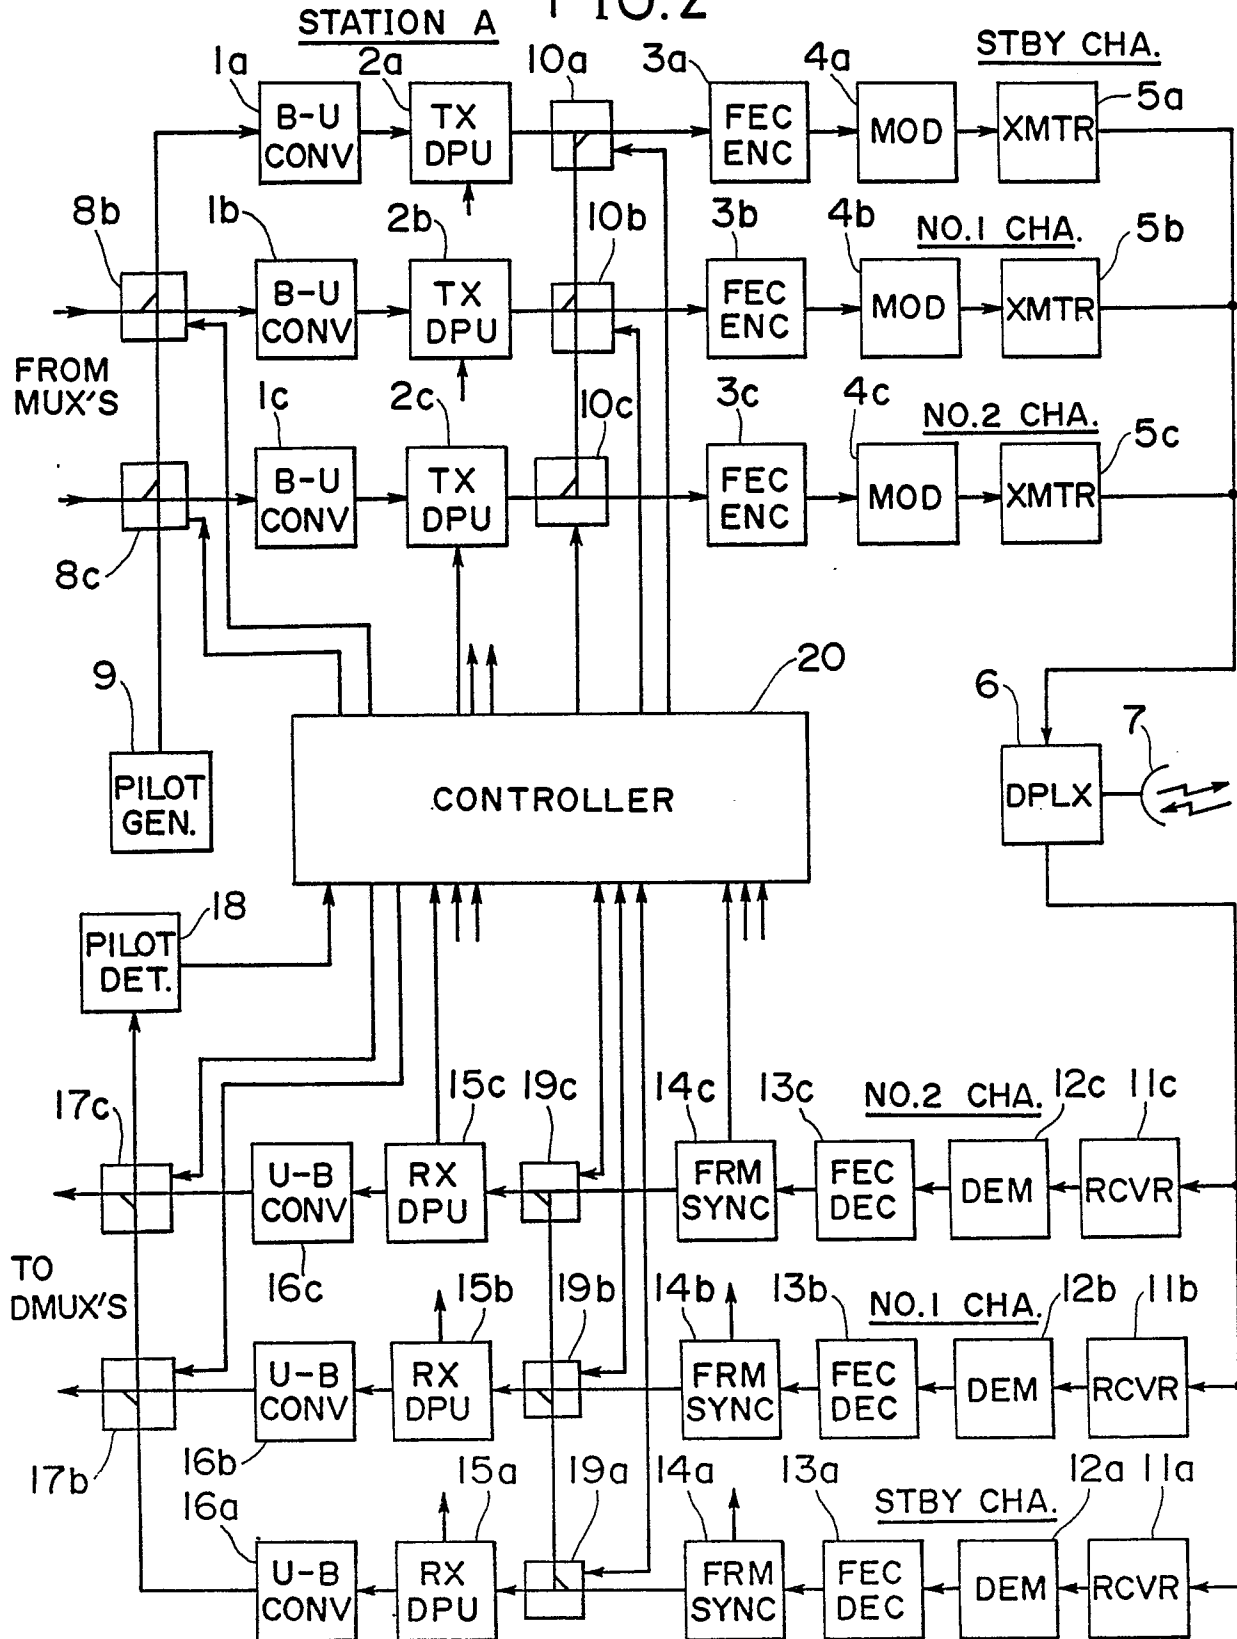 FIG.2
STATION A
1a
2a
10a
3a
4a
STBY CHA.
5a
B-U
CONV
TX
DPU
FEC
ENC
MOD
XMTR
8b
1b
2b
10b
3b
4b
NO.1 CHA.
5b
B-U
CONV
TX
DPU
FEC
ENC
MOD
XMTR
FROM
MUX'S
1c
2c
10c
3c
4c
NO.2 CHA.
5c
B-U
CONV
TX
DPU
FEC
ENC
MOD
XMTR
8c
9
20
6
7
PILOT
GEN.
CONTROLLER
DPLX
18
PILOT
DET.
17c
15c
19c
14c
13c
NO.2 CHA.
12c
11c
U-B
CONV
RX
DPU
FRM
SYNC
FEC
DEC
DEM
RCVR
TO
DMUX'S
16c
15b
19b
14b
13b
NO.1 CHA.
12b
11b
U-B
CONV
RX
DPU
FRM
SYNC
FEC
DEC
DEM
RCVR
17b
16b
16a
15a
19a
14a
13a
STBY CHA.
12a
11a
U-B
CONV
RX
DPU
FRM
SYNC
FEC
DEC
DEM
RCVR